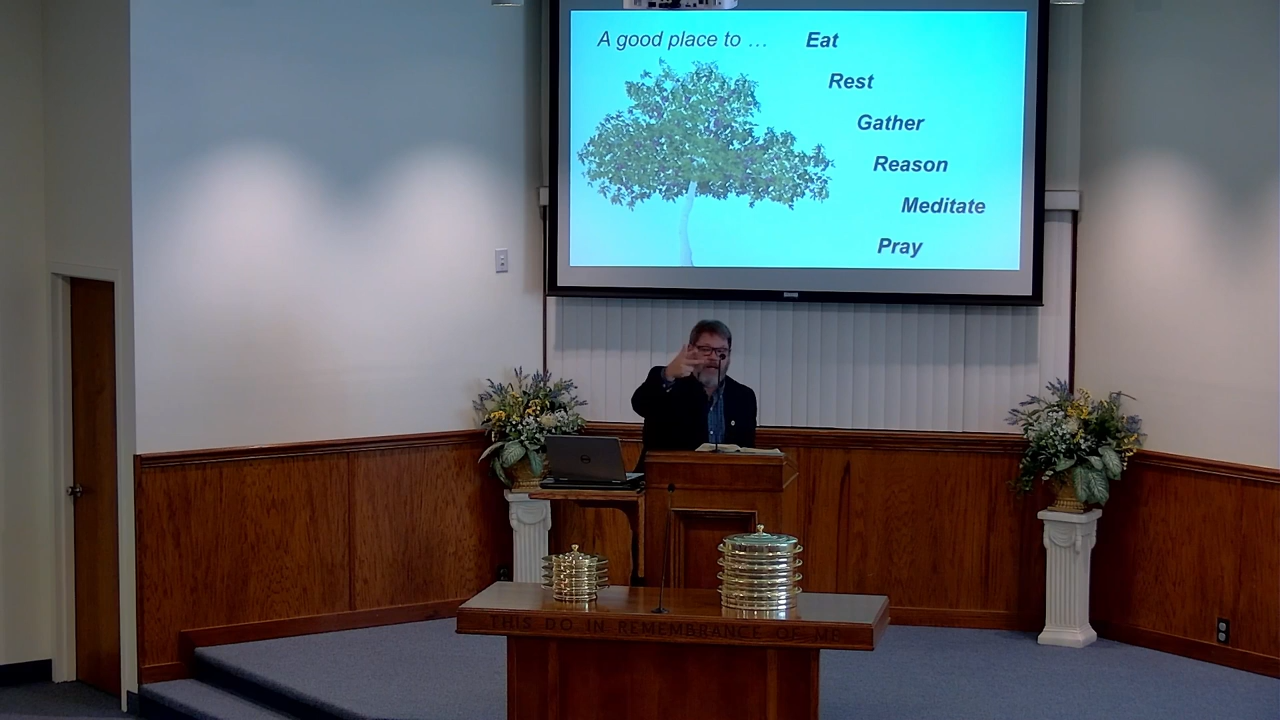 A good place to ... Eat
Rest
Gather
Reason
Meditate
Pray
THIS DO IN REMEMBRANCE OF ME